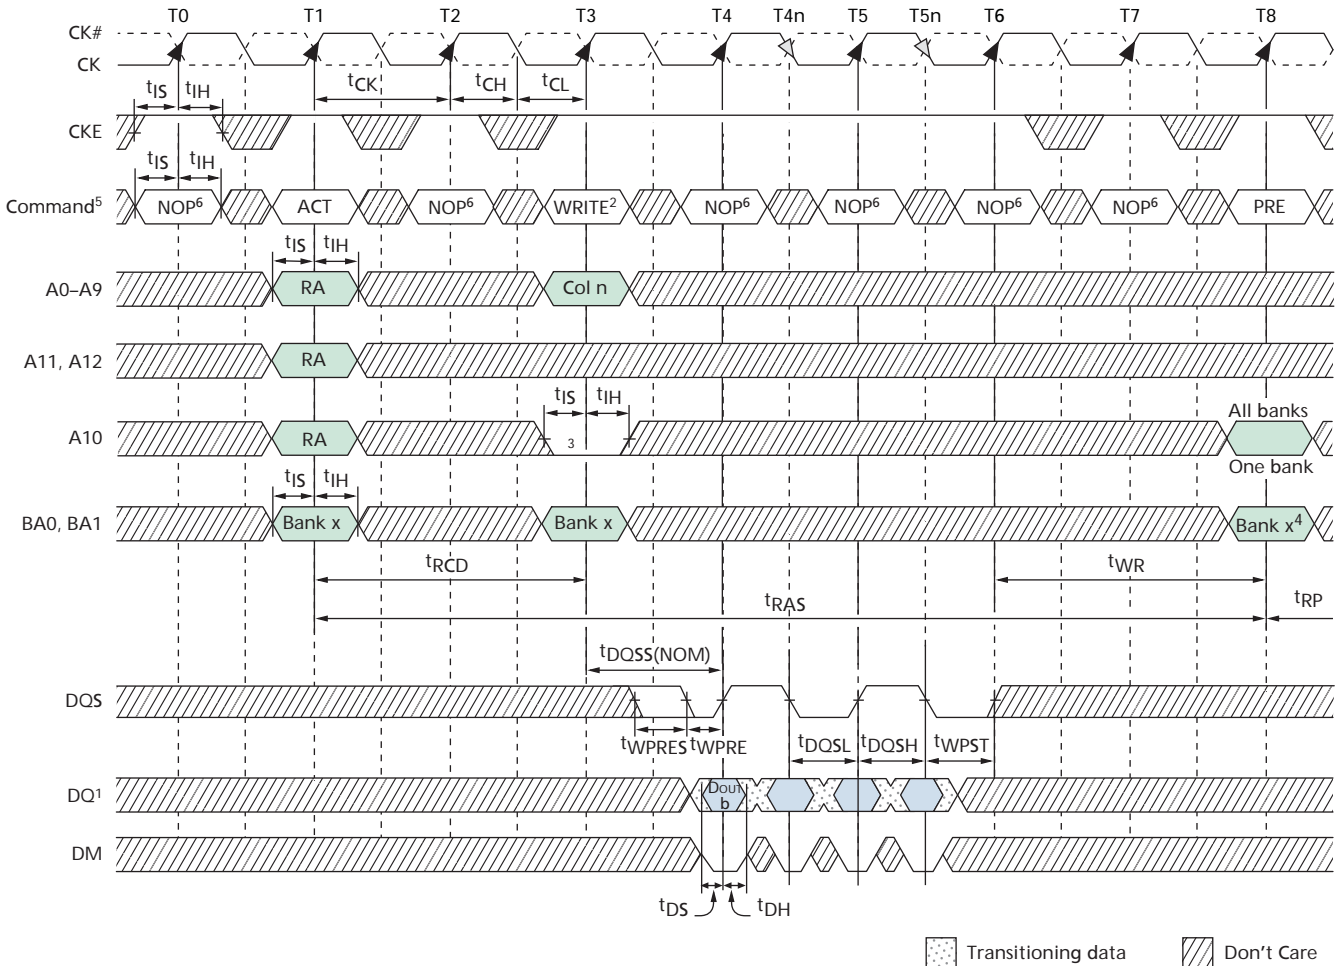 T0 T1 T2 T3 T4 T4n T5 T5n T6 T7 T8
CK#
CK
tIS tIH tCK tCH tCL
CKE
tIS tIH
Command5 NOP6 ACT NOP6 WRITE2 NOP6 NOP6 NOP6 NOP6 PRE
tIS tIH
A0–A9 RA Col n
A11, A12 RA
tIS tIH
All banks
A10 RA 3
One bank
tIS tIH
BA0, BA1 Bank x Bank x Bank x4
tRCD tWR
tRAS tRP
tDQSS(NOM)
DQS
tWPRES tWPRE tDQSL tDQSH tWPST
DQ1 DOUT
b
DM
tDS tDH
Transitioning data Don't Care